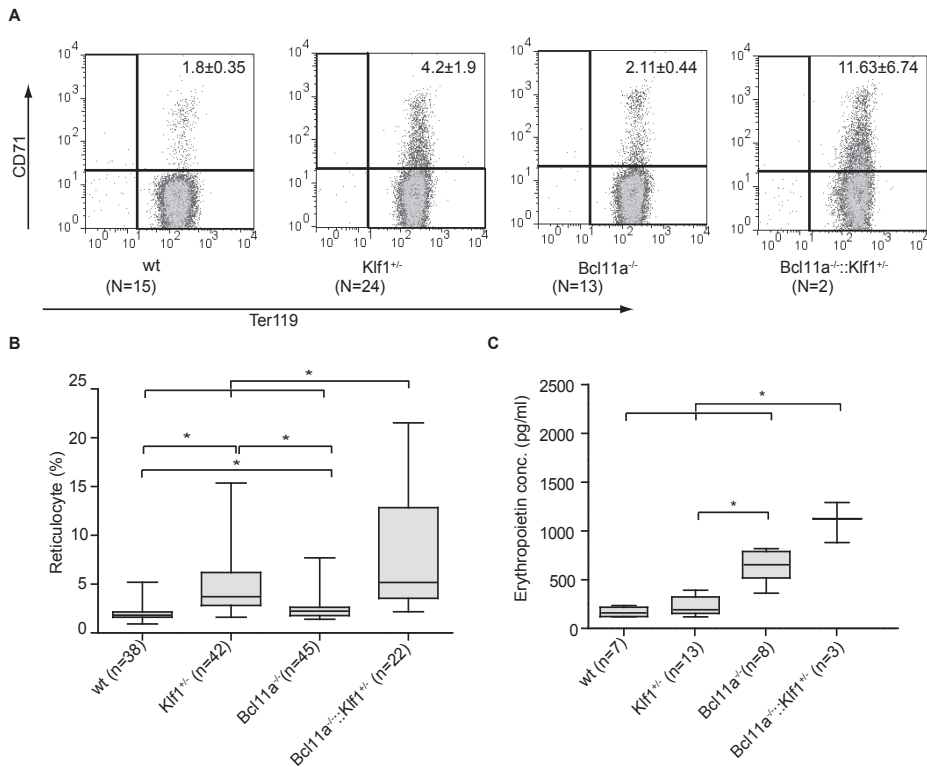 A
10⁴
10³
10²
10¹
10⁰
1.8±0.35
10⁰ 10¹ 10² 10³ 10⁴
10⁴
10³
10²
10¹
10⁰
4.2±1.9
10⁰ 10¹ 10² 10³ 10⁴
10⁴
10³
10²
10¹
10⁰
2.11±0.44
10⁰ 10¹ 10² 10³ 10⁴
10⁴
10³
10²
10¹
10⁰
11.63±6.74
10⁰ 10¹ 10² 10³ 10⁴
CD71
wt
(N=15)
Klf1⁺/⁻
(N=24)
Bcl11a⁻/⁻
(N=13)
Bcl11a⁻/⁻::Klf1⁺/⁻
(N=2)
Ter119
B
25
20
15
10
5
0
Reticulocyte (%)
*
*
*
*
wt (n=38)
Klf1⁺/⁻ (n=42)
Bcl11a⁻/⁻(n=45)
Bcl11a⁻/⁻::Klf1⁺/⁻ (n=22)
C
2500
2000
1500
1000
500
0
Erythropoietin conc. (pg/ml)
*
*
wt (n=7)
Klf1⁺/⁻ (n=13)
Bcl11a⁻/⁻(n=8)
Bcl11a⁻/⁻::Klf1⁺/⁻ (n=3)